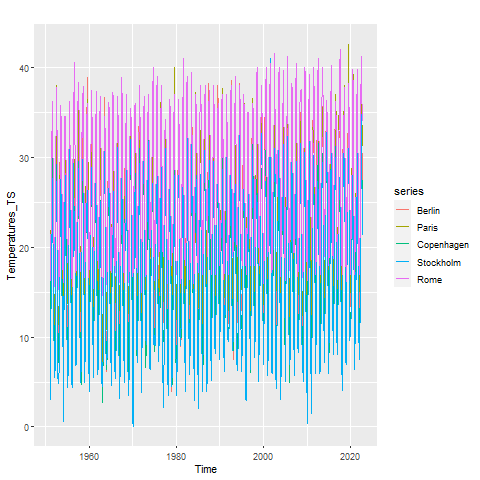 40
30
20
10
0
Temperatures_TS
1960
1980
2000
2020
Time
series
Berlin
Paris
Copenhagen
Stockholm
Rome